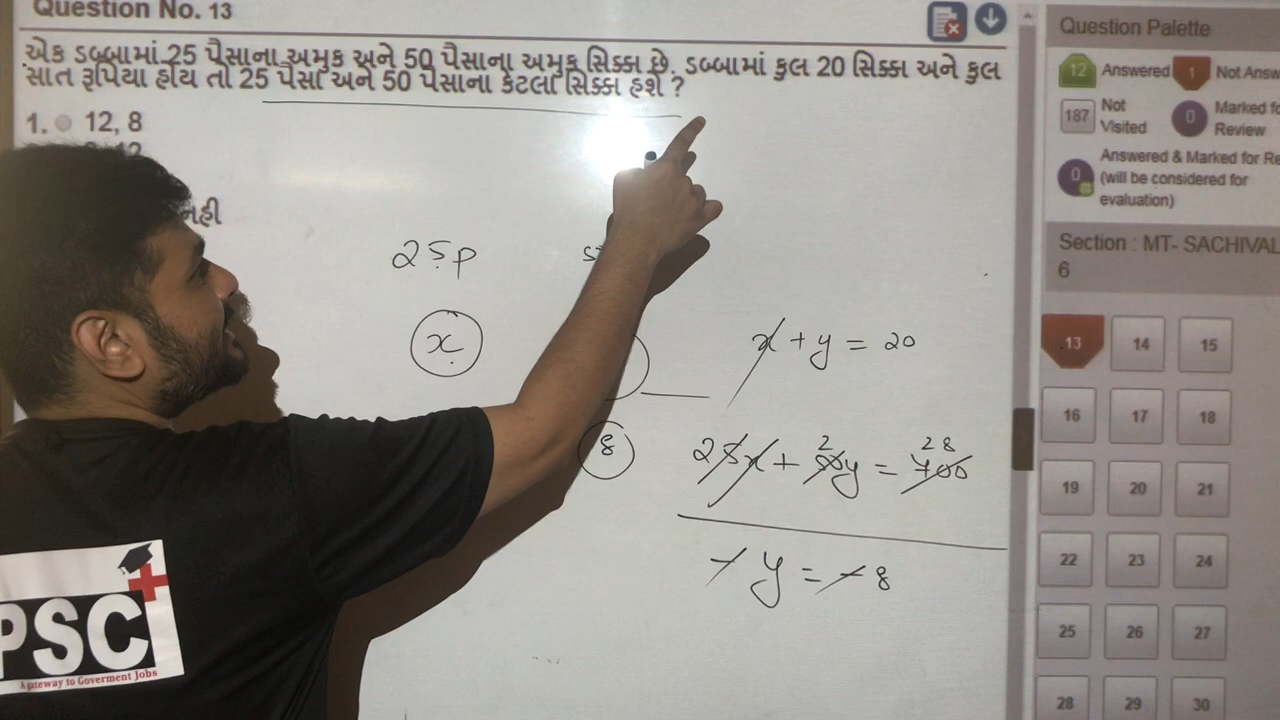 Question No. 13
એક ડબ્બામાં 25 પૈસાના અમુક અને 50 પૈસાના અમુક સિક્કા છે. ડબ્બામાં કુલ 20 સિક્કા અને કુલ
સાત રૂપિયા હોય તો 25 પૈસા અને 50 પૈસાના કેટલા સિક્કા હશે ?
1. 12, 8
12
નહી
25p
x
x + y = 20
8
25x + 50y = 700
2
28
- y = - 8
PSC
A gateway to Goverment Jobs
Question Palette
12 Answered
1 Not
187 Not Visited
0 Marked
Review
0 Answered & Marked for
(will be considered for
evaluation)
Section : MT- SACHIVAL
6
13 14 15
16 17 18
19 20 21
22 23 24
25 26 27
28 29 30